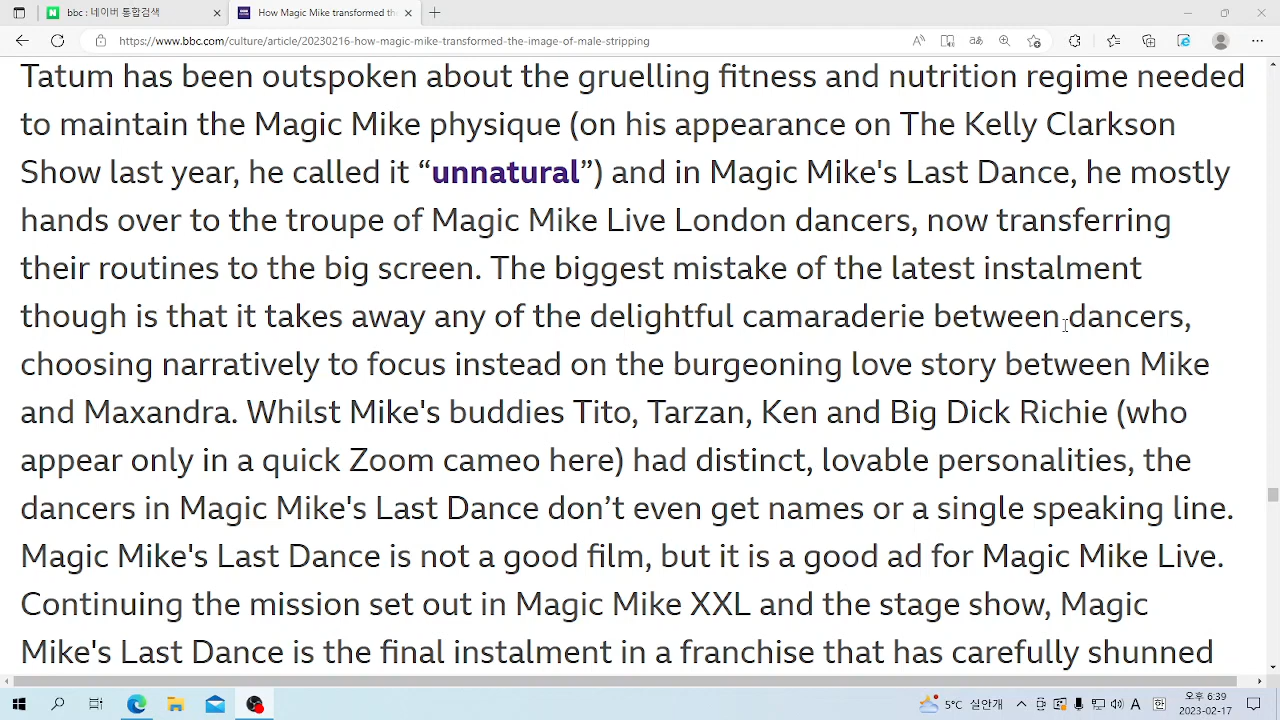 bbc : 네이버 통합검색
How Magic Mike transformed th
https://www.bbc.com/culture/article/20230216-how-magic-mike-transformed-the-image-of-male-stripping
Tatum has been outspoken about the gruelling fitness and nutrition regime needed
to maintain the Magic Mike physique (on his appearance on The Kelly Clarkson
Show last year, he called it “unnatural”) and in Magic Mike's Last Dance, he mostly
hands over to the troupe of Magic Mike Live London dancers, now transferring
their routines to the big screen. The biggest mistake of the latest instalment
though is that it takes away any of the delightful camaraderie between dancers,
choosing narratively to focus instead on the burgeoning love story between Mike
and Maxandra. Whilst Mike's buddies Tito, Tarzan, Ken and Big Dick Richie (who
appear only in a quick Zoom cameo here) had distinct, lovable personalities, the
dancers in Magic Mike's Last Dance don’t even get names or a single speaking line.
Magic Mike's Last Dance is not a good film, but it is a good ad for Magic Mike Live.
Continuing the mission set out in Magic Mike XXL and the stage show, Magic
Mike's Last Dance is the final instalment in a franchise that has carefully shunned
5°C 실안개
A
오후 6:39
2023-02-17